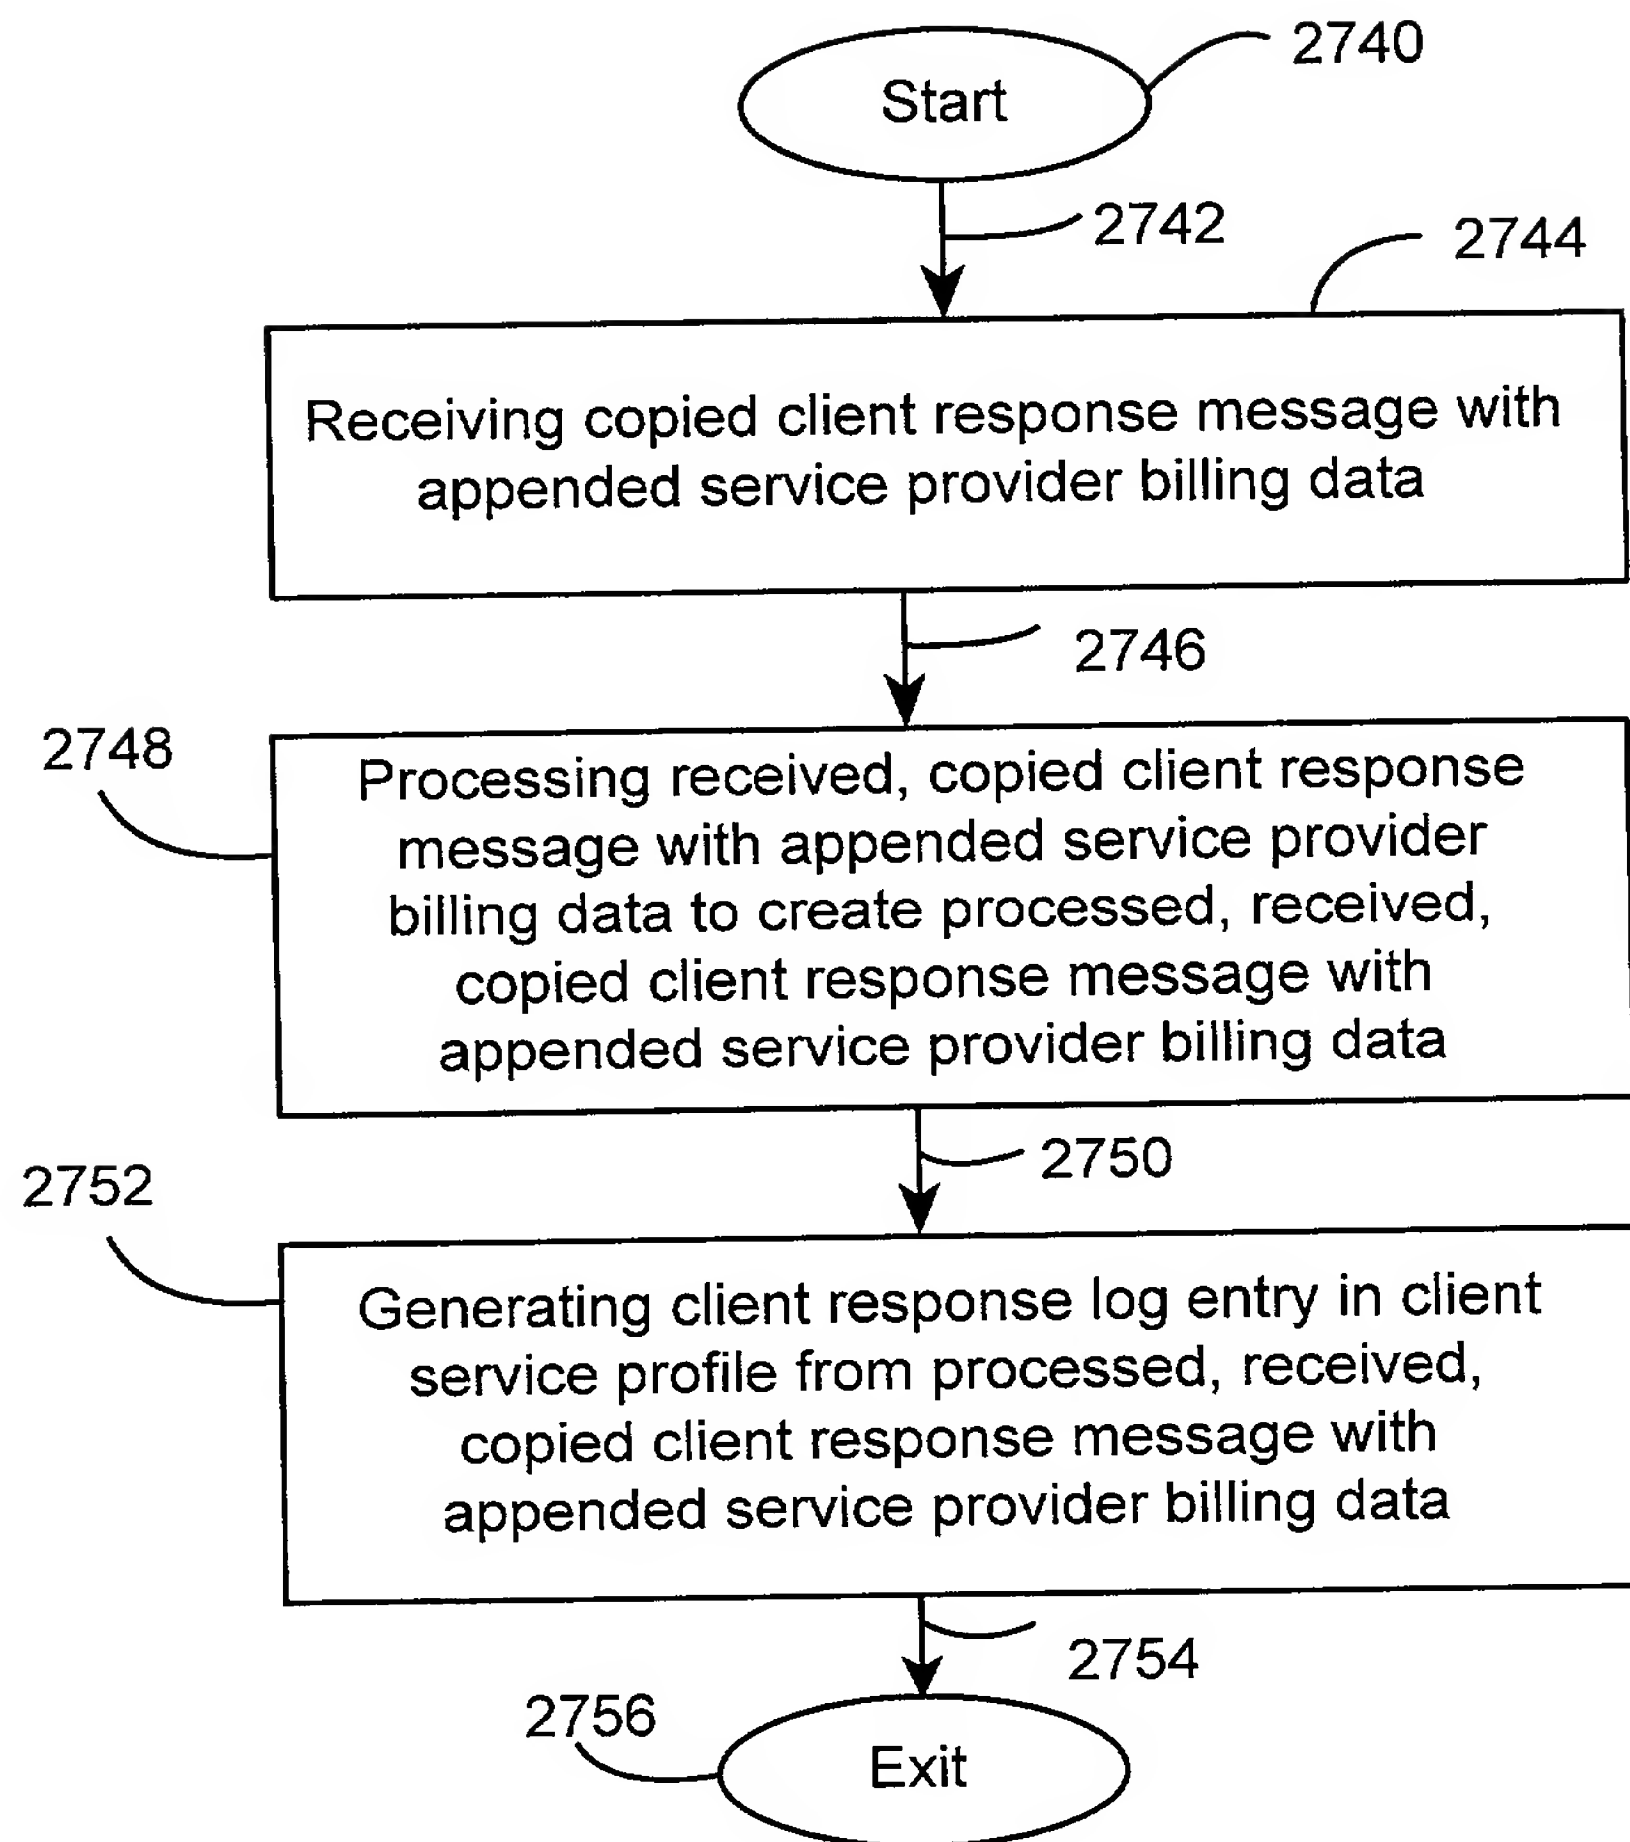 Start
2740
2742
2744
Receiving copied client response message with
appended service provider billing data
2746
2748
Processing received, copied client response
message with appended service provider
billing data to create processed, received,
copied client response message with
appended service provider billing data
2750
2752
Generating client response log entry in client
service profile from processed, received,
copied client response message with
appended service provider billing data
2754
2756
Exit